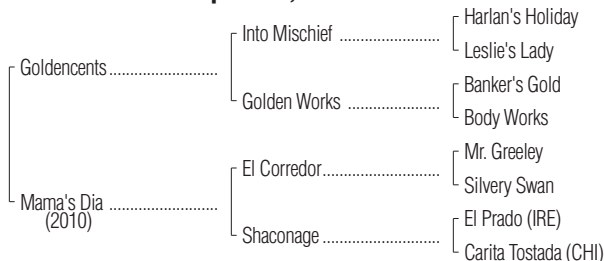 Harlan's Holiday
Into Mischief ....................
Leslie's Lady
Goldencents......................
Banker's Gold
Golden Works ..................
Body Works
Mr. Greeley
El Corredor.......................
Silvery Swan
Mama's Dia ......................
(2010)
El Prado (IRE)
Shaconage .......................
Carita Tostada (CHI)